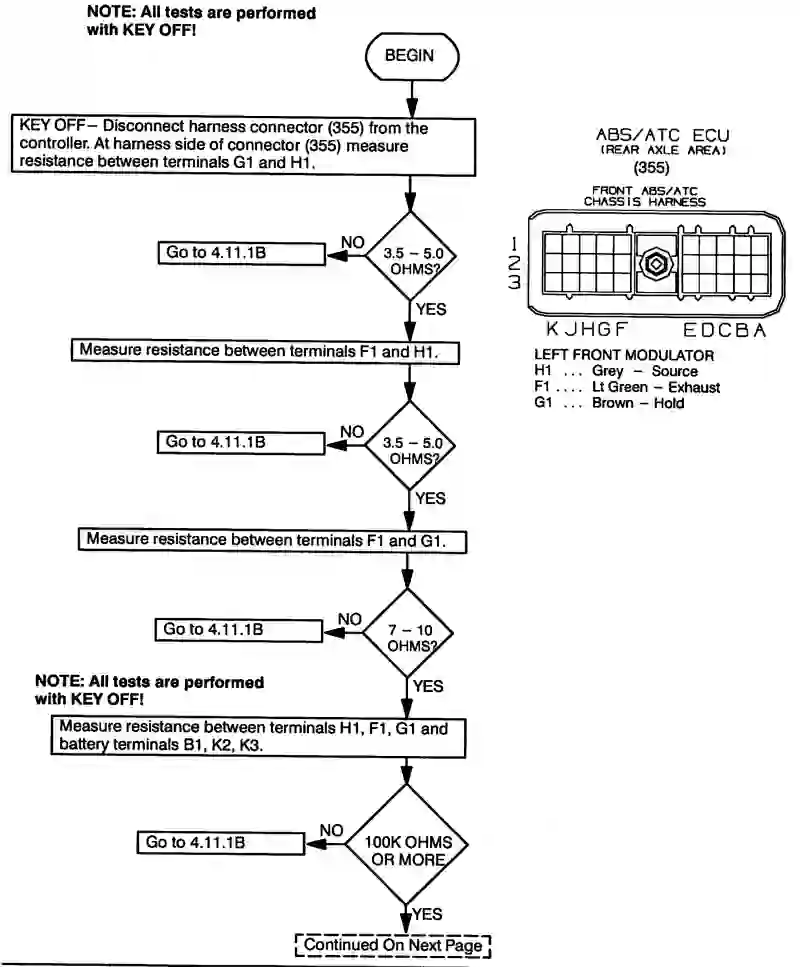 NOTE: All tests are performed
with KEY OFF!
BEGIN
KEY OFF– Disconnect harness connector (355) from the
controller. At harness side of connector (355) measure
resistance between terminals G1 and H1.
3.5 – 5.0
OHMS?
NO
Go to 4.11.1B
YES
Measure resistance between terminals F1 and H1.
3.5 – 5.0
OHMS?
NO
Go to 4.11.1B
YES
Measure resistance between terminals F1 and G1.
7 – 10
OHMS?
NO
Go to 4.11.1B
YES
NOTE: All tests are performed
with KEY OFF!
Measure resistance between terminals H1, F1, G1 and
battery terminals B1, K2, K3.
100K OHMS
OR MORE
NO
Go to 4.11.1B
YES
Continued On Next Page
ABS/ATC ECU
(REAR AXLE AREA)
(355)
FRONT ABS/ATC
CHASSIS HARNESS
1
2
3
K J H G F E D C B A
LEFT FRONT MODULATOR
H1 ... Grey – Source
F1 .... Lt Green – Exhaust
G1 ... Brown – Hold